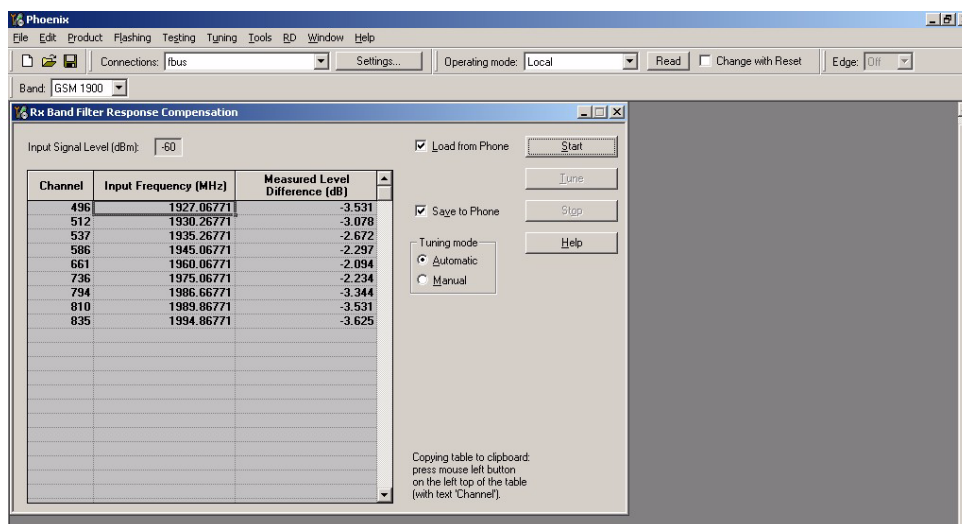 Phoenix
File Edit Product Flashing Testing Tuning Tools RD Window Help
Connections: fbus Settings... Operating mode: Local Read Change with Reset Edge: Off
Band: GSM 1900
Rx Band Filter Response Compensation
Input Signal Level (dBm): -60
Load from Phone
Start
Tune
Save to Phone
Stop
Tuning mode
Help
Automatic
Manual
Channel Input Frequency (MHz) Measured Level Difference (dB)
496 1927.06771 -3.531
512 1930.26771 -3.078
537 1935.26771 -2.672
586 1945.06771 -2.297
661 1960.06771 -2.094
736 1975.06771 -2.234
794 1986.66771 -3.344
810 1989.86771 -3.531
835 1994.86771 -3.625
Copying table to clipboard:
press mouse left button
on the left top of the table
(with text 'Channel').